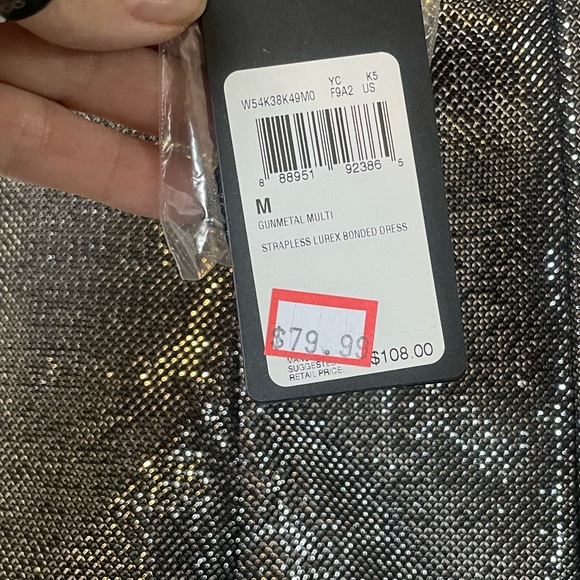 W54K38K49M0 YC K5
F9A2 US
8 88951 92386 5
M
GUNMETAL MULTI
STRAPLESS LUREX BONDED DRESS
$79.99
SUGGESTED $108.00
RETAIL PRICE: